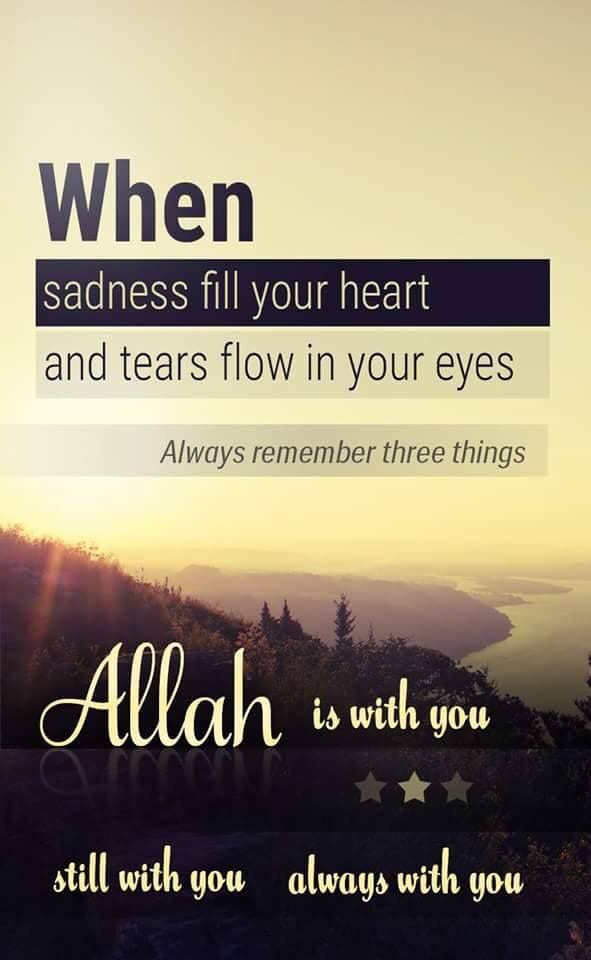 When
sadness fill your heart
and tears flow in your eyes
Always remember three things
Allah is with you
still with you always with you